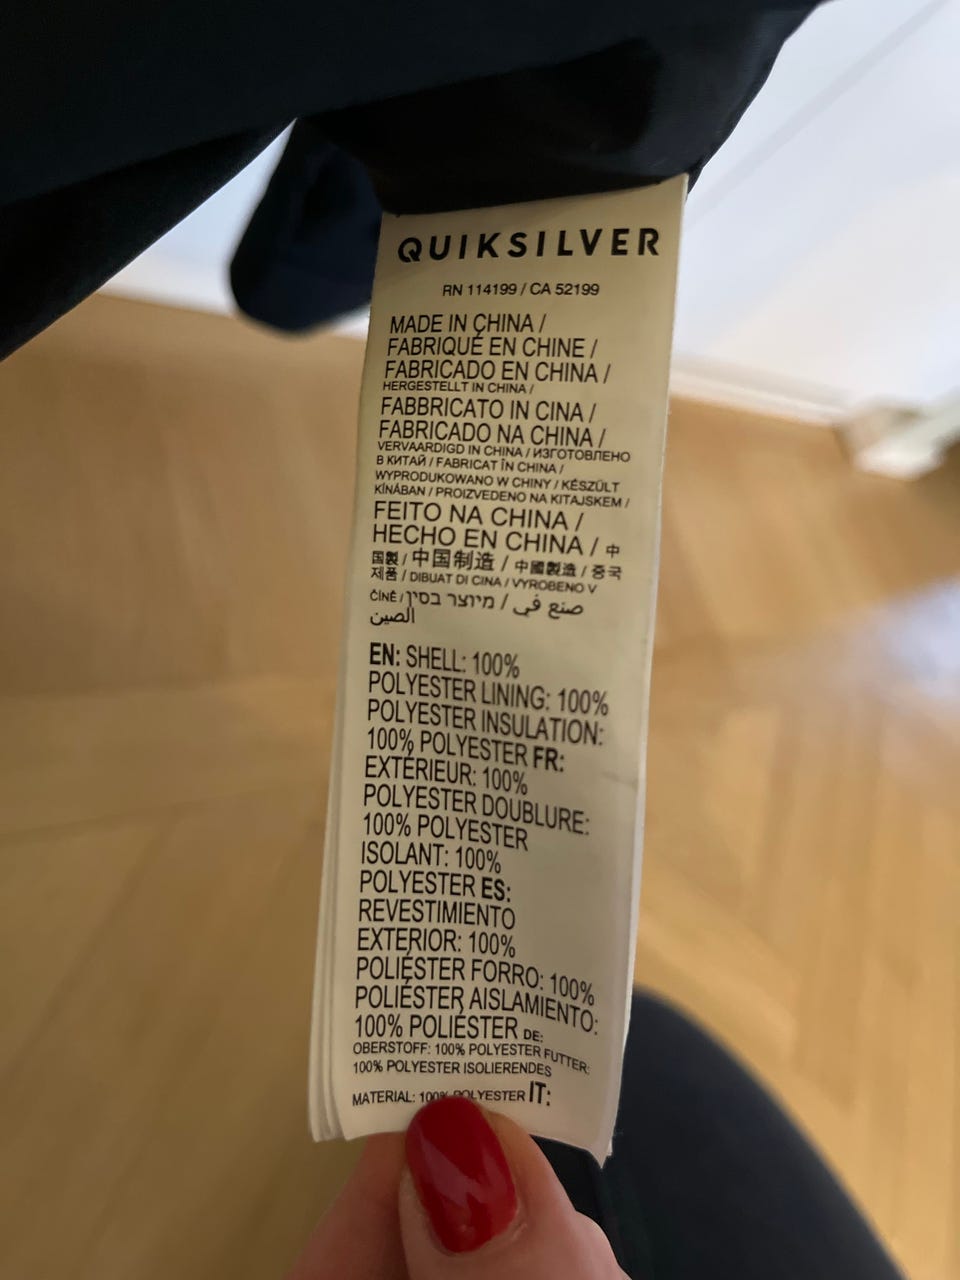 QUIKSILVER
RN 114199 / CA 52199
MADE IN CHINA /
FABRIQUÉ EN CHINE /
FABRICADO EN CHINA /
HERGESTELLT IN CHINA /
FABBRICATO IN CINA /
FABRICADO NA CHINA /
VERVAARDIGD IN CHINA / ИЗГОТОВЛЕНО
В КИТАЙ / FABRICAT ÎN CHINA /
WYPRODUKOWANO W CHINY / KÉSZÜLT
KÍNÁBAN / PROIZVEDENO NA KITAJSKEM /
FEITO NA CHINA /
HECHO EN CHINA / 中
国製 / 中国制造 / 中國製造 / 중국
제품 / DIBUAT DI CINA / VYROBENO V
ČÍNĚ / מיוצר בסין / صنع في
الصين
EN: SHELL: 100%
POLYESTER LINING: 100%
POLYESTER INSULATION:
100% POLYESTER FR:
EXTÉRIEUR: 100%
POLYESTER DOUBLURE:
100% POLYESTER
ISOLANT: 100%
POLYESTER ES:
REVESTIMIENTO
EXTERIOR: 100%
POLIÉSTER FORRO: 100%
POLIÉSTER AISLAMIENTO:
100% POLIÉSTER DE:
OBERSTOFF: 100% POLYESTER FUTTER:
100% POLYESTER ISOLIERENDES
MATERIAL: 100% POLYESTER IT: